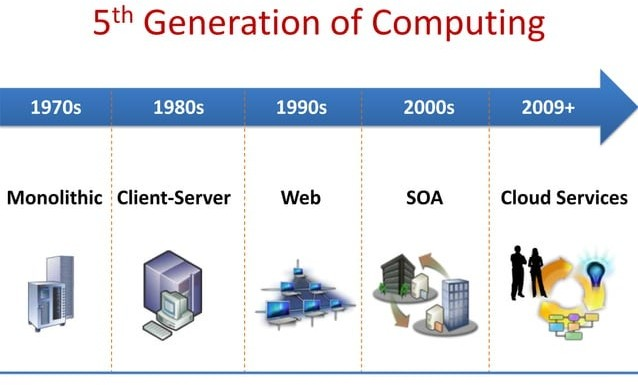 5th Generation of Computing
1970s 1980s 1990s 2000s 2009+
Monolithic Client-Server Web SOA Cloud Services